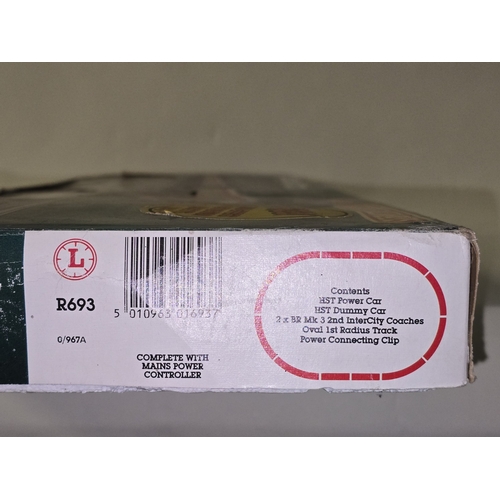 L
R693
0/967A
5 010963 016937
COMPLETE WITH
MAINS POWER
CONTROLLER
Contents
HST Power Car
HST Dummy Car
2 x BR Mk 3 2nd InterCity Coaches
Oval 1st Radius Track
Power Connecting Clip